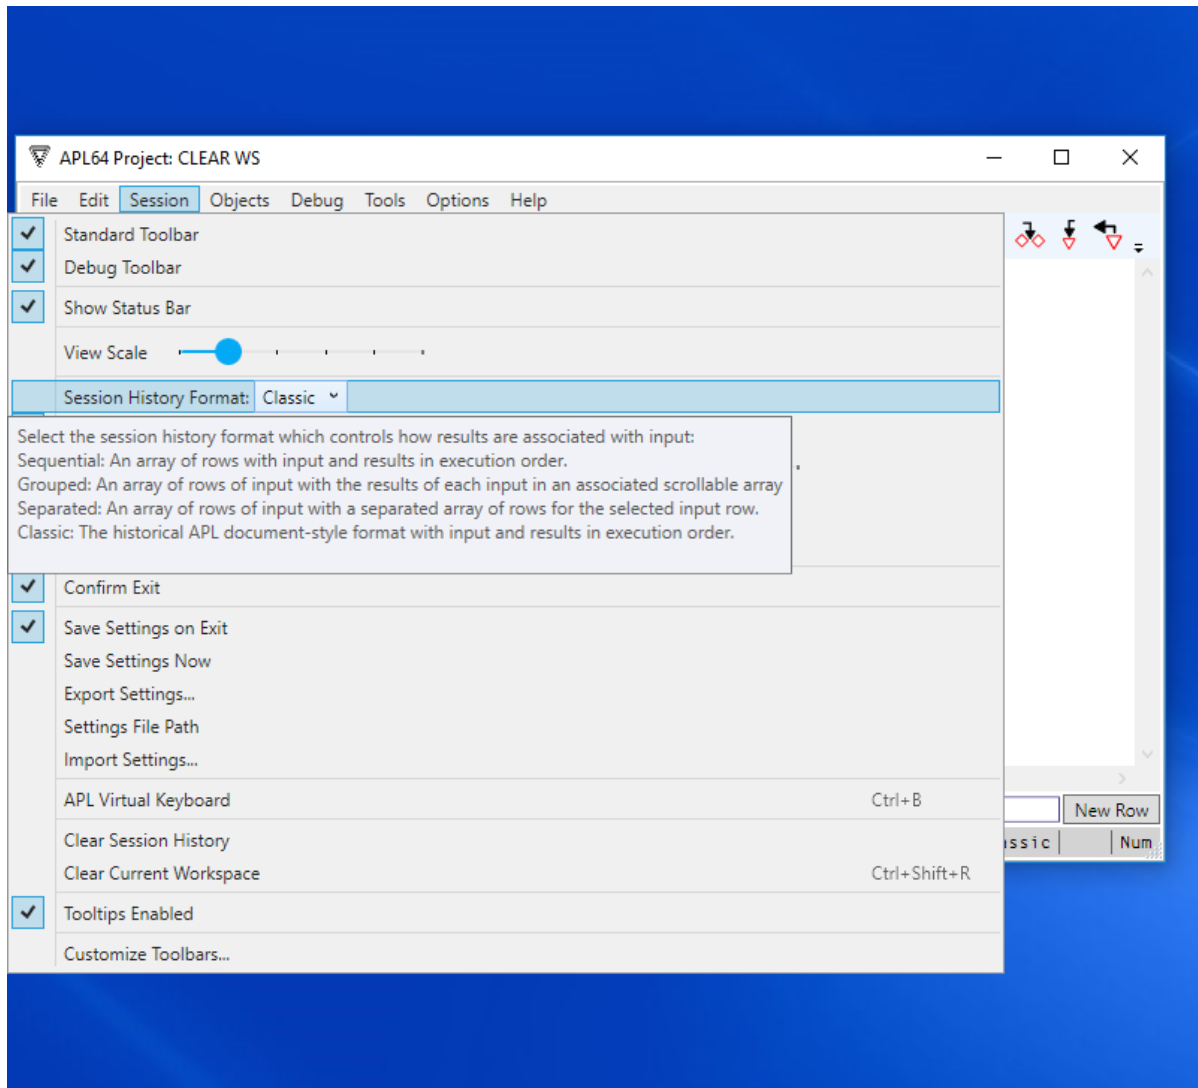 APL64 Project: CLEAR WS
File Edit Session Objects Debug Tools Options Help
Standard Toolbar
Debug Toolbar
Show Status Bar
View Scale
Session History Format: Classic
Select the session history format which controls how results are associated with input:
Sequential: An array of rows with input and results in execution order.
Grouped: An array of rows of input with the results of each input in an associated scrollable array
Separated: An array of rows of input with a separated array of rows for the selected input row.
Classic: The historical APL document-style format with input and results in execution order.
Confirm Exit
Save Settings on Exit
Save Settings Now
Export Settings...
Settings File Path
Import Settings...
APL Virtual Keyboard Ctrl+B
New Row
Clear Session History
ssic Num
Clear Current Workspace Ctrl+Shift+R
Tooltips Enabled
Customize Toolbars...